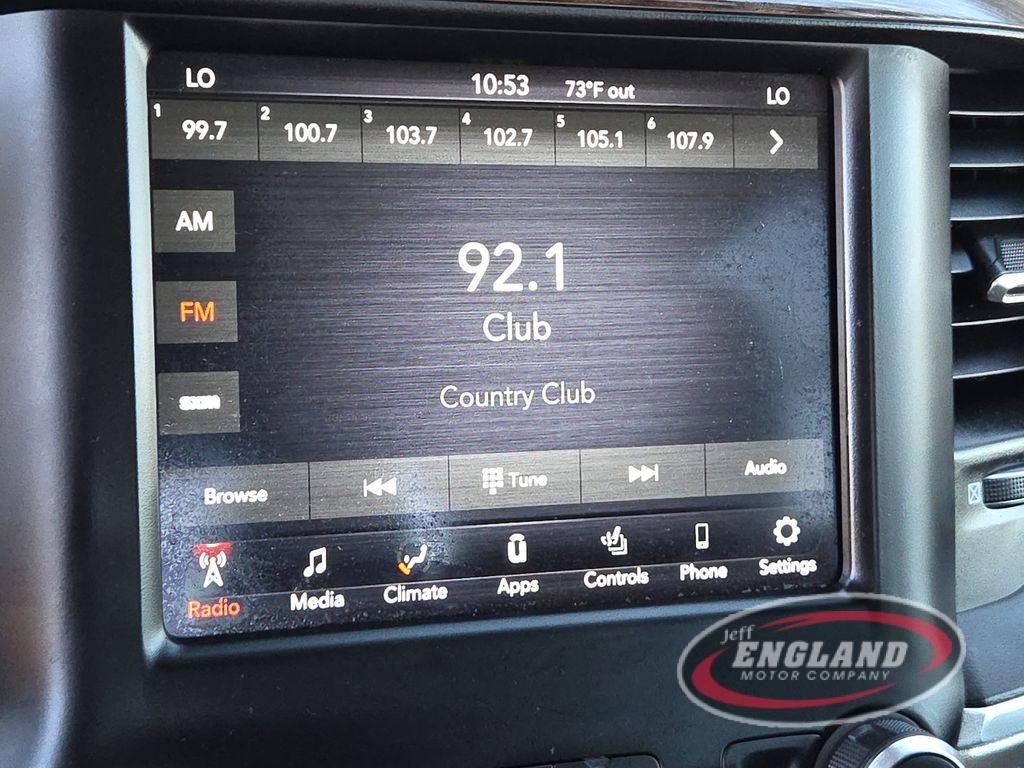 LO 10:53 73°F out LO
1 99.7 2 100.7 3 103.7 4 102.7 5 105.1 6 107.9
AM
92.1
FM
Club
SXM
Country Club
Browse Tune Audio
Radio Media Climate Apps Controls Phone Settings
Jeff
ENGLAND
MOTOR COMPANY